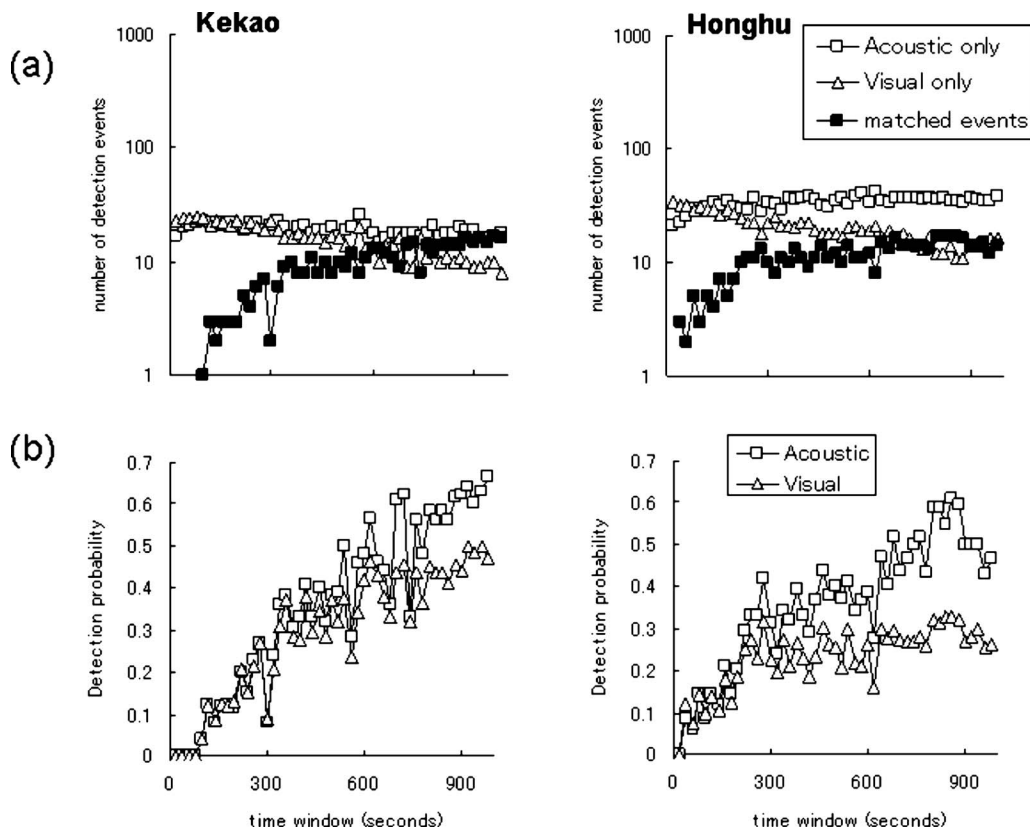 Kekao
Honghu
(a)
number of detection events
1000
100
10
1
number of detection events
1000
100
10
1
Acoustic only
Visual only
matched events
(b)
Detection probability
0.7
0.6
0.5
0.4
0.3
0.2
0.1
0
0 300 600 900
time window (seconds)
Detection probability
0.7
0.6
0.5
0.4
0.3
0.2
0.1
0
0 300 600 900
time window (seconds)
Acoustic
Visual